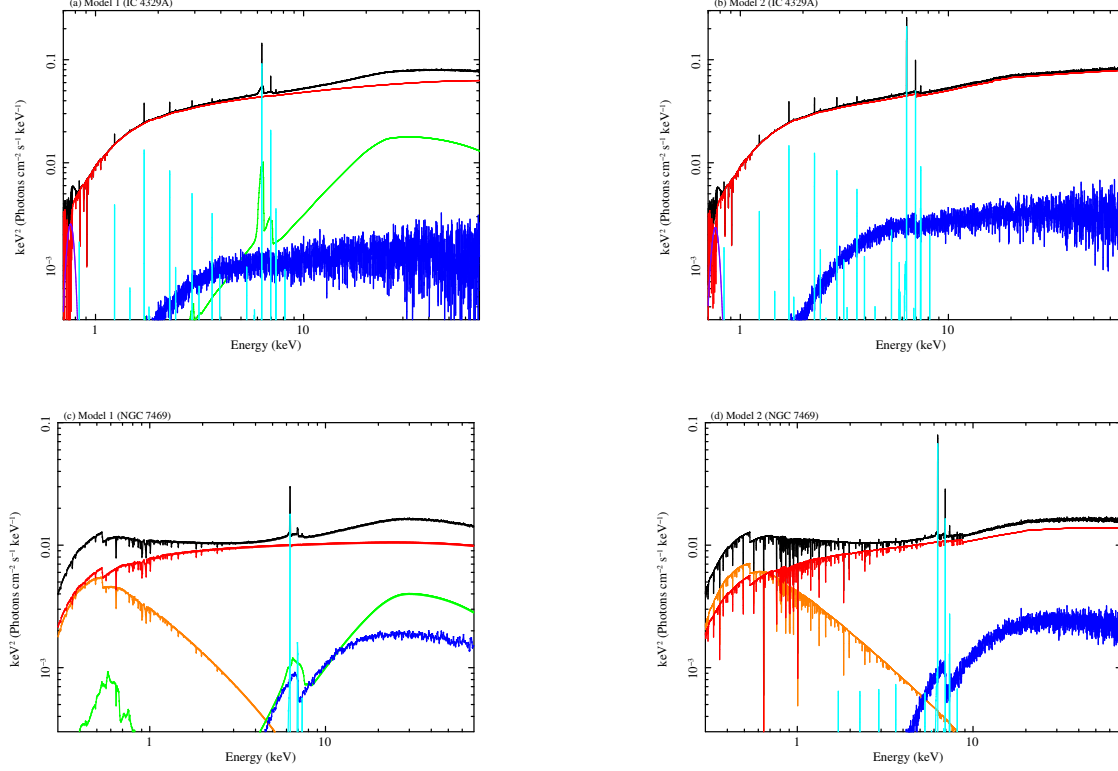 (a) Model 1 (IC 4329A)
keV² (Photons cm⁻² s⁻¹ keV⁻¹)
0.1
0.01
10⁻³
1
10
Energy (keV)
(b) Model 2 (IC 4329A)
keV² (Photons cm⁻² s⁻¹ keV⁻¹)
0.1
0.01
10⁻³
1
10
Energy (keV)
(c) Model 1 (NGC 7469)
keV² (Photons cm⁻² s⁻¹ keV⁻¹)
0.1
0.01
10⁻³
1
10
Energy (keV)
(d) Model 2 (NGC 7469)
keV² (Photons cm⁻² s⁻¹ keV⁻¹)
0.1
0.01
10⁻³
1
10
Energy (keV)